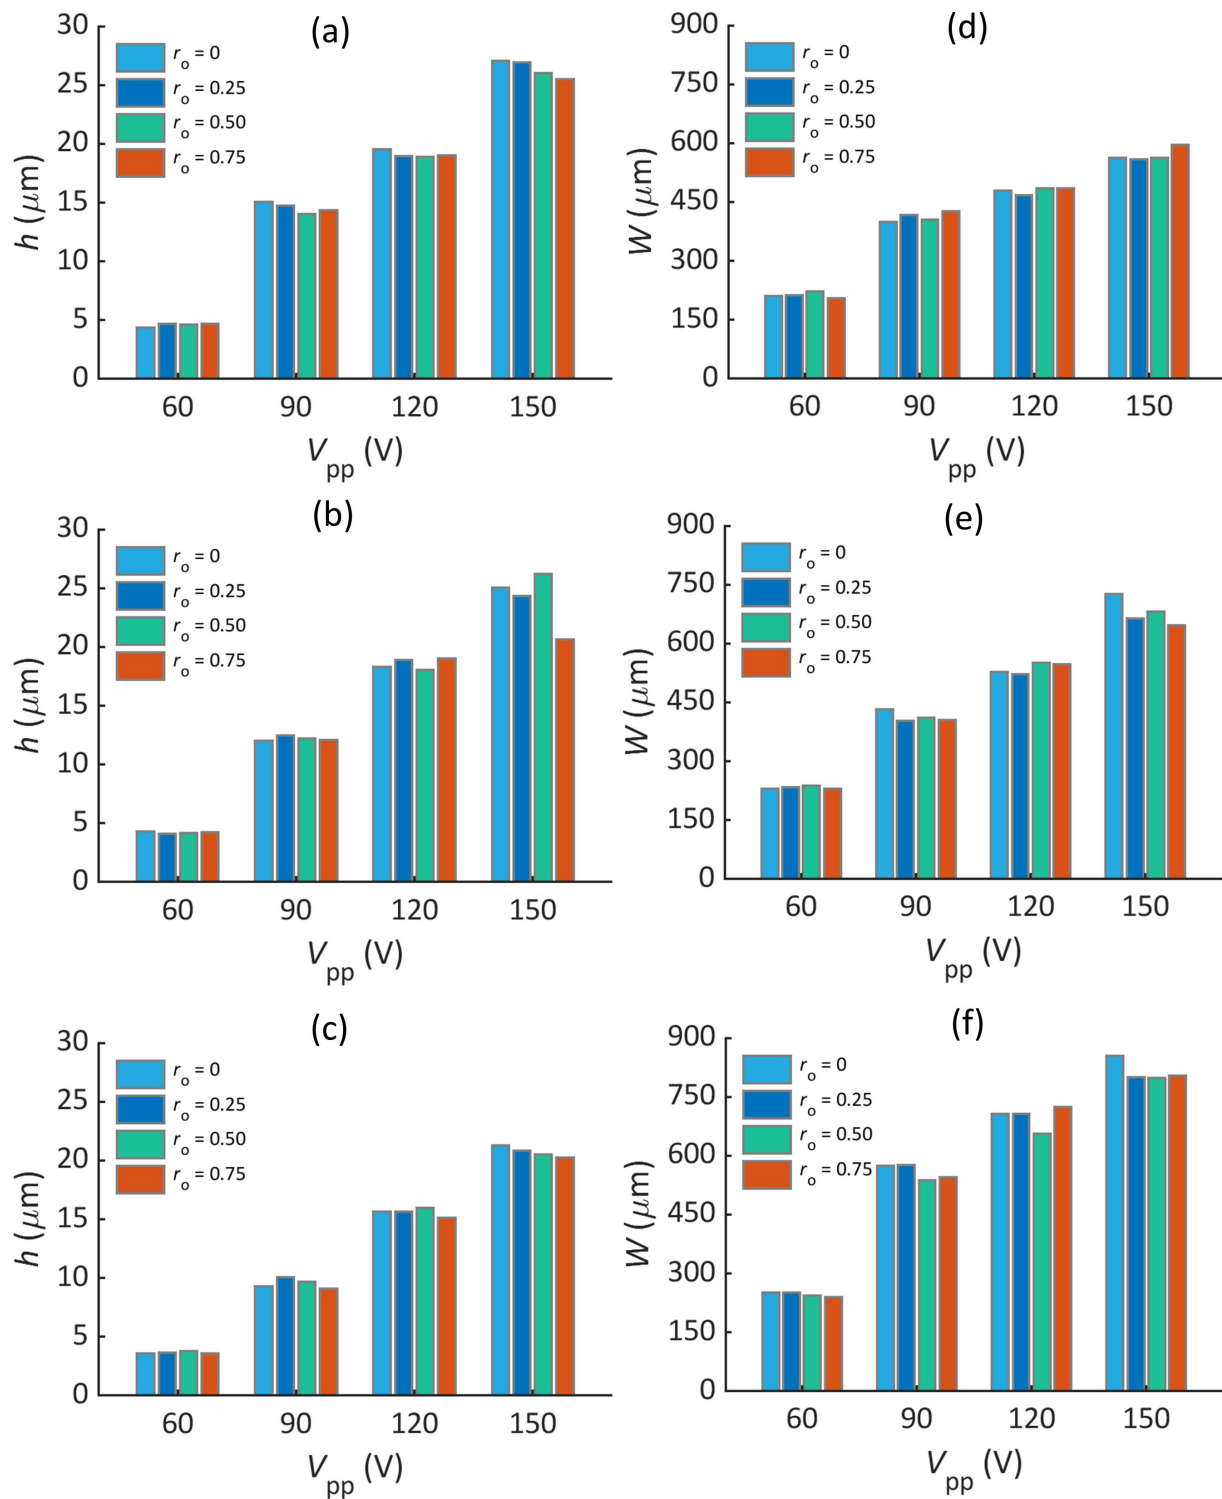 (a)
30
25
20
15
10
5
0
h (μm)
r_o = 0
r_o = 0.25
r_o = 0.50
r_o = 0.75
60 90 120 150
V_pp (V)
(d)
900
750
600
450
300
150
0
W (μm)
r_o = 0
r_o = 0.25
r_o = 0.50
r_o = 0.75
60 90 120 150
V_pp (V)
(b)
30
25
20
15
10
5
0
h (μm)
r_o = 0
r_o = 0.25
r_o = 0.50
r_o = 0.75
60 90 120 150
V_pp (V)
(e)
900
750
600
450
300
150
0
W (μm)
r_o = 0
r_o = 0.25
r_o = 0.50
r_o = 0.75
60 90 120 150
V_pp (V)
(c)
30
25
20
15
10
5
0
h (μm)
r_o = 0
r_o = 0.25
r_o = 0.50
r_o = 0.75
60 90 120 150
V_pp (V)
(f)
900
750
600
450
300
150
0
W (μm)
r_o = 0
r_o = 0.25
r_o = 0.50
r_o = 0.75
60 90 120 150
V_pp (V)